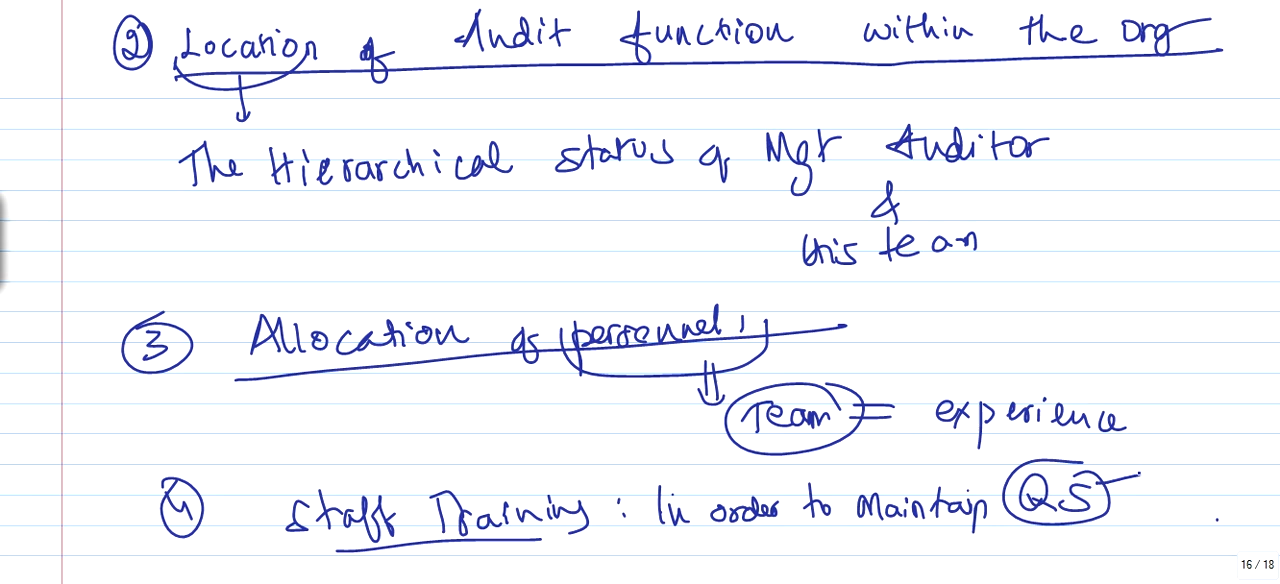 ② Location of Audit function within the org
The Hierarchical status of Mgt Auditor
&
his team
③ Allocation of personnel:
Team = experience
④ Staff Training: In order to Maintain QS
16 / 18